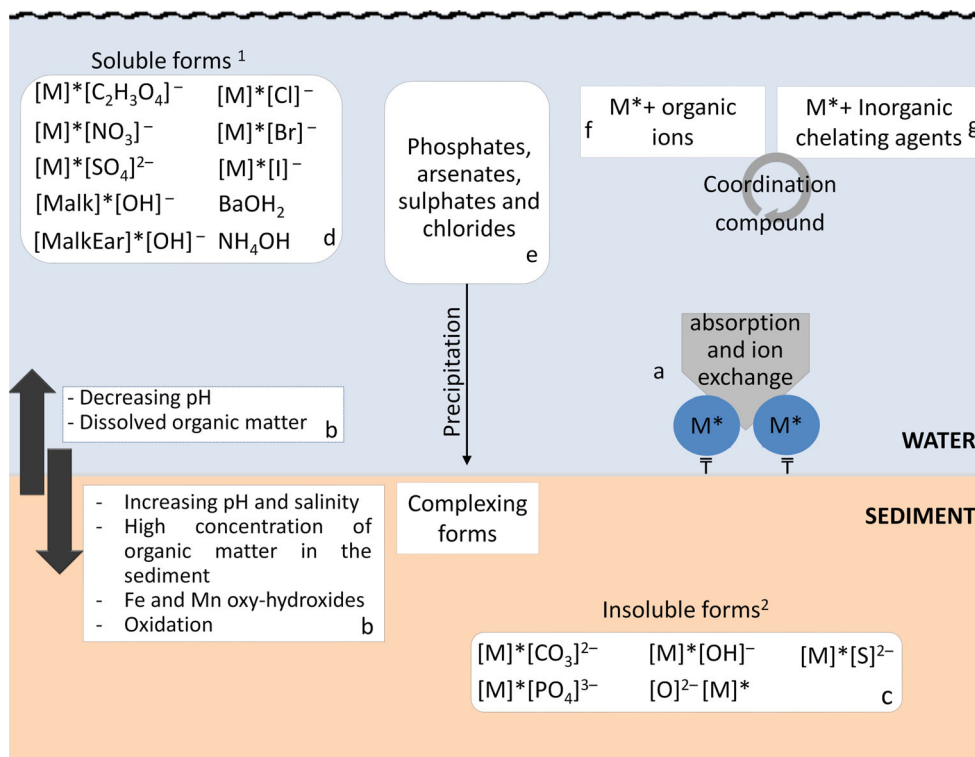 Soluble forms ¹
[M]*[C₂H₃O₄]⁻ [M]*[Cl]⁻
[M]*[NO₃]⁻ [M]*[Br]⁻
[M]*[SO₄]²⁻ [M]*[I]⁻
[Malk]*[OH]⁻ BaOH₂
[MalkEar]*[OH]⁻ NH₄OH
d
Phosphates,
arsenates,
sulphates and
chlorides
e
M*+ organic
ions
f
M*+ Inorganic
chelating agents
g
Coordination
compound
Precipitation
absorption
and ion
exchange
a
M* M*
- Decreasing pH
- Dissolved organic matter
b
WATER
SEDIMENT
- Increasing pH and salinity
- High concentration of
organic matter in the
sediment
- Fe and Mn oxy-hydroxides
- Oxidation
b
Complexing
forms
Insoluble forms²
[M]*[CO₃]²⁻ [M]*[OH]⁻ [M]*[S]²⁻
[M]*[PO₄]³⁻ [O]²⁻[M]*
c